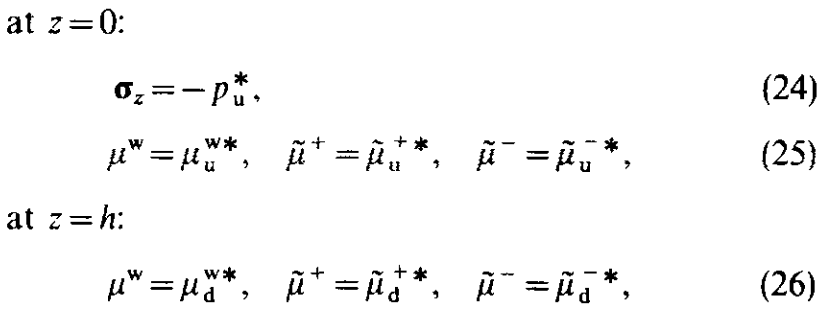 at z=0:
σ_z = −p_u^*, (24)
μ^w = μ_u^{w*}, μ̃^+ = μ̃_u^{+*}, μ̃^− = μ̃_u^{−*}, (25)
at z=h:
μ^w = μ_d^{w*}, μ̃^+ = μ̃_d^{+*}, μ̃^− = μ̃_d^{−*}, (26)